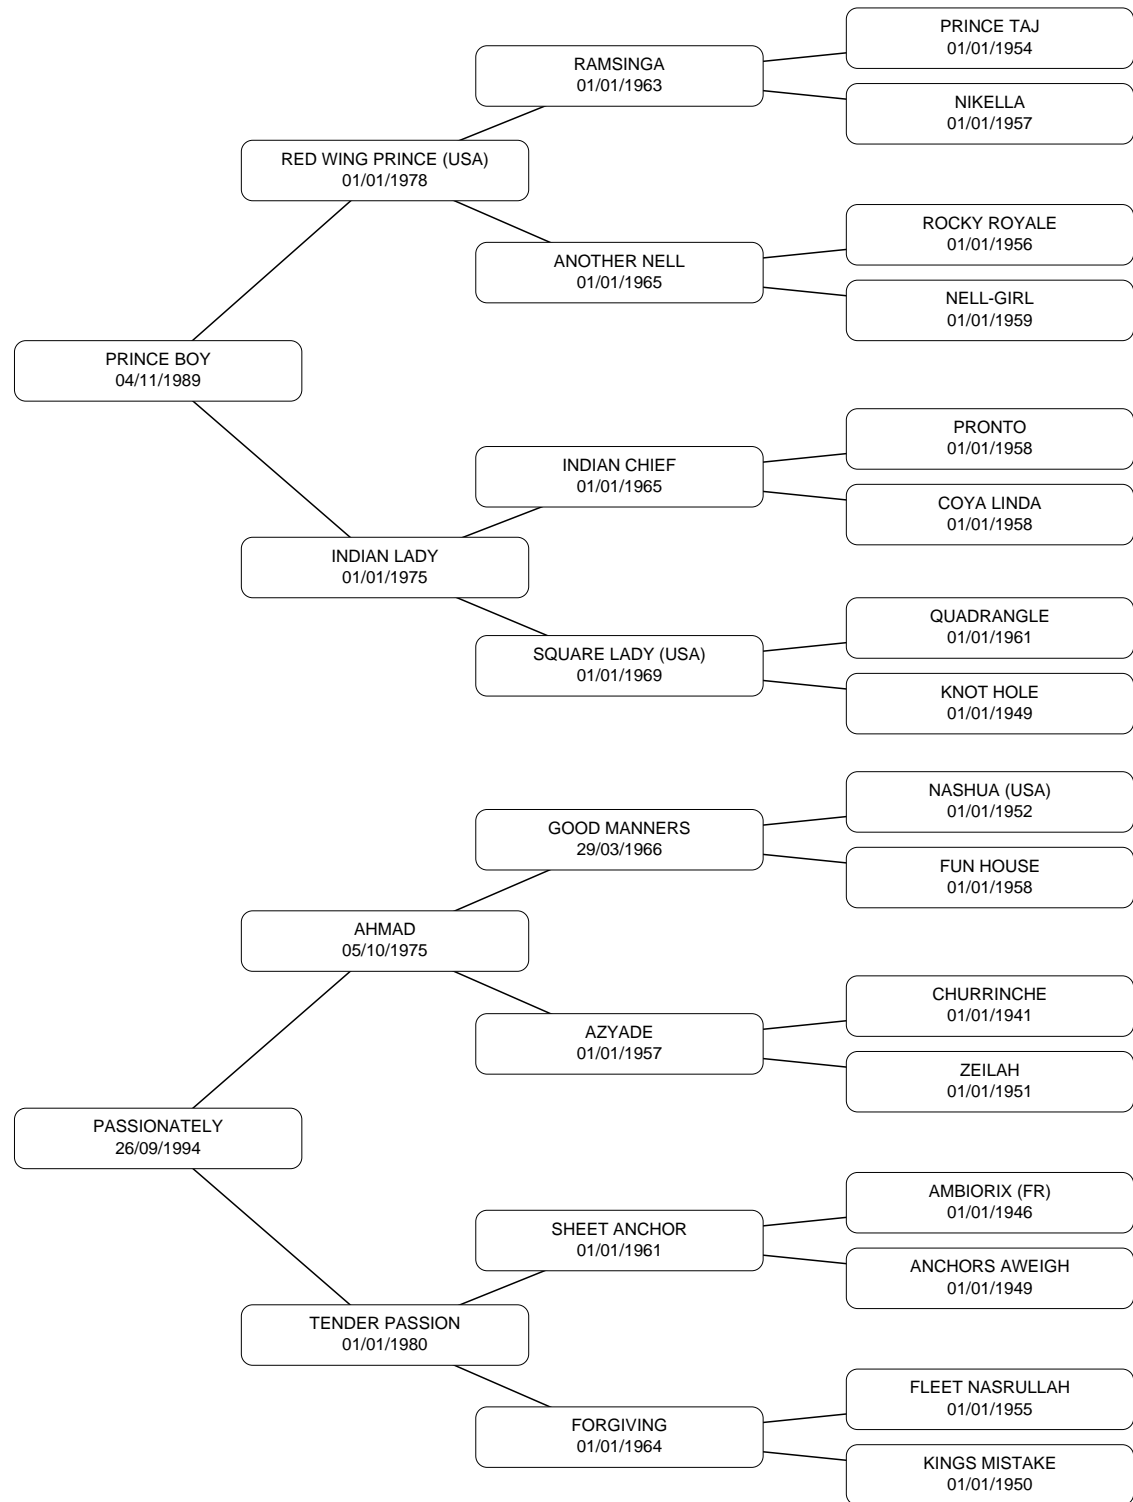 PRINCE TAJ
01/01/1954
RAMSINGA
01/01/1963
NIKELLA
01/01/1957
RED WING PRINCE (USA)
01/01/1978
ROCKY ROYALE
01/01/1956
ANOTHER NELL
01/01/1965
NELL-GIRL
01/01/1959
PRINCE BOY
04/11/1989
PRONTO
01/01/1958
INDIAN CHIEF
01/01/1965
COYA LINDA
01/01/1958
INDIAN LADY
01/01/1975
QUADRANGLE
01/01/1961
SQUARE LADY (USA)
01/01/1969
KNOT HOLE
01/01/1949
NASHUA (USA)
01/01/1952
GOOD MANNERS
29/03/1966
FUN HOUSE
01/01/1958
AHMAD
05/10/1975
CHURRINCHE
01/01/1941
AZYADE
01/01/1957
ZEILAH
01/01/1951
PASSIONATELY
26/09/1994
AMBIORIX (FR)
01/01/1946
SHEET ANCHOR
01/01/1961
ANCHORS AWEIGH
01/01/1949
TENDER PASSION
01/01/1980
FLEET NASRULLAH
01/01/1955
FORGIVING
01/01/1964
KINGS MISTAKE
01/01/1950